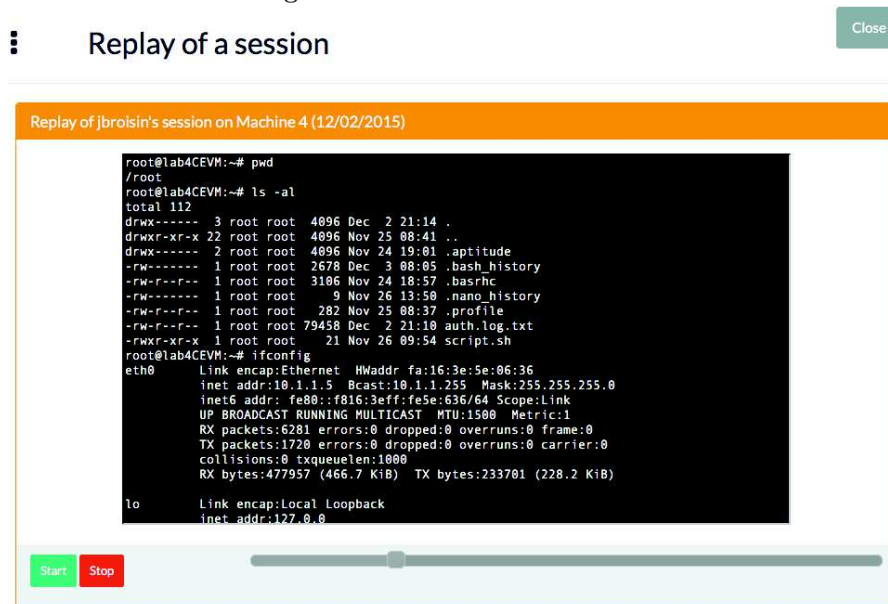 Replay of a session
Close
Replay of jbroisin's session on Machine 4 (12/02/2015)
root@lab4CEVM:~# pwd
/root
root@lab4CEVM:~# ls -al
total 112
drwx------ 3 root root 4096 Dec 2 21:14 .
drwxr-xr-x 22 root root 4096 Nov 25 08:41 ..
drwx------ 2 root root 4096 Nov 24 19:01 .aptitude
-rw------- 1 root root 2678 Dec 3 08:05 .bash_history
-rw-r--r-- 1 root root 3106 Nov 24 18:57 .basrhc
-rw------- 1 root root 9 Nov 26 13:50 .nano_history
-rw-r--r-- 1 root root 282 Nov 25 08:37 .profile
-rw-r--r-- 1 root root 79458 Dec 2 21:10 auth.log.txt
-rwxr-xr-x 1 root root 21 Nov 26 09:54 script.sh
root@lab4CEVM:~# ifconfig
eth0 Link encap:Ethernet HWaddr fa:16:3e:5e:06:36
inet addr:10.1.1.5 Bcast:10.1.1.255 Mask:255.255.255.0
inet6 addr: fe80::f816:3eff:fe5e:636/64 Scope:Link
UP BROADCAST RUNNING MULTICAST MTU:1500 Metric:1
RX packets:6281 errors:0 dropped:0 overruns:0 frame:0
TX packets:1720 errors:0 dropped:0 overruns:0 carrier:0
collisions:0 txqueuelen:1000
RX bytes:477957 (466.7 KiB) TX bytes:233701 (228.2 KiB)
lo Link encap:Local Loopback
inet addr:127.0.0
Start Stop